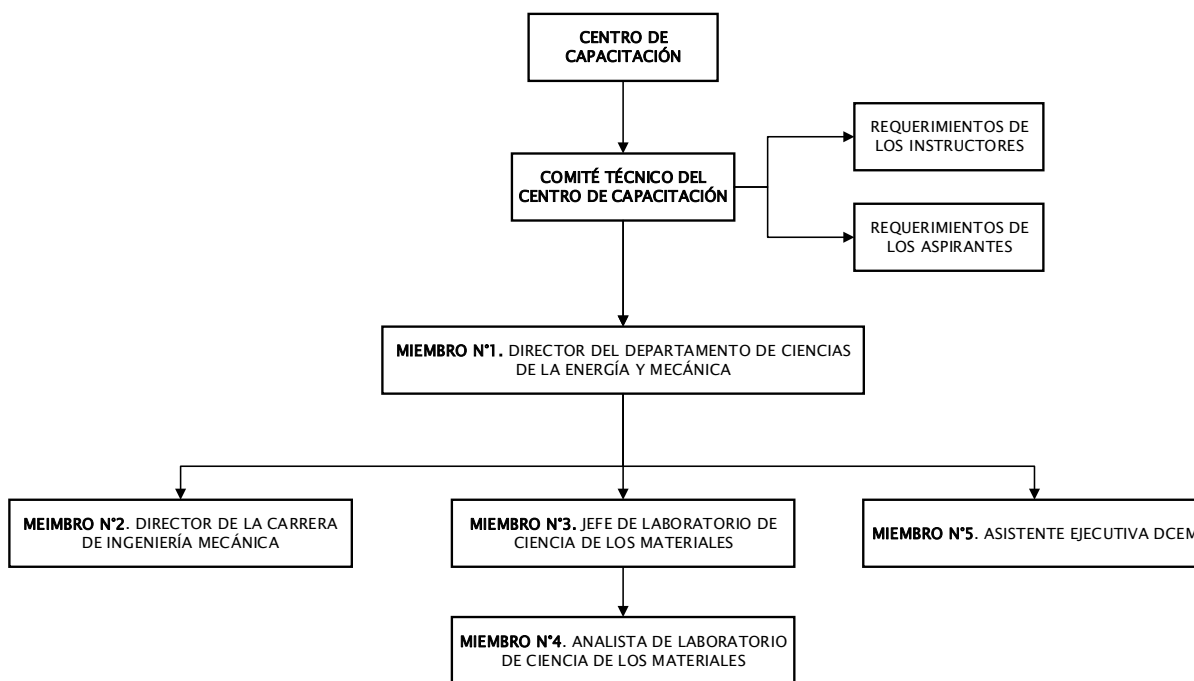 CENTRO DE
CAPACITACIÓN
REQUERIMIENTOS DE
LOS INSTRUCTORES
COMITÉ TÉCNICO DEL
CENTRO DE CAPACITACIÓN
REQUERIMIENTOS DE
LOS ASPIRANTES
MIEMBRO N°1. DIRECTOR DEL DEPARTAMENTO DE CIENCIAS
DE LA ENERGÍA Y MECÁNICA
MEIMBRO N°2. DIRECTOR DE LA CARRERA
DE INGENIERÍA MECÁNICA
MIEMBRO N°3. JEFE DE LABORATORIO DE
CIENCIA DE LOS MATERIALES
MIEMBRO N°5. ASISTENTE EJECUTIVA DCEM
MIEMBRO N°4. ANALISTA DE LABORATORIO
DE CIENCIA DE LOS MATERIALES